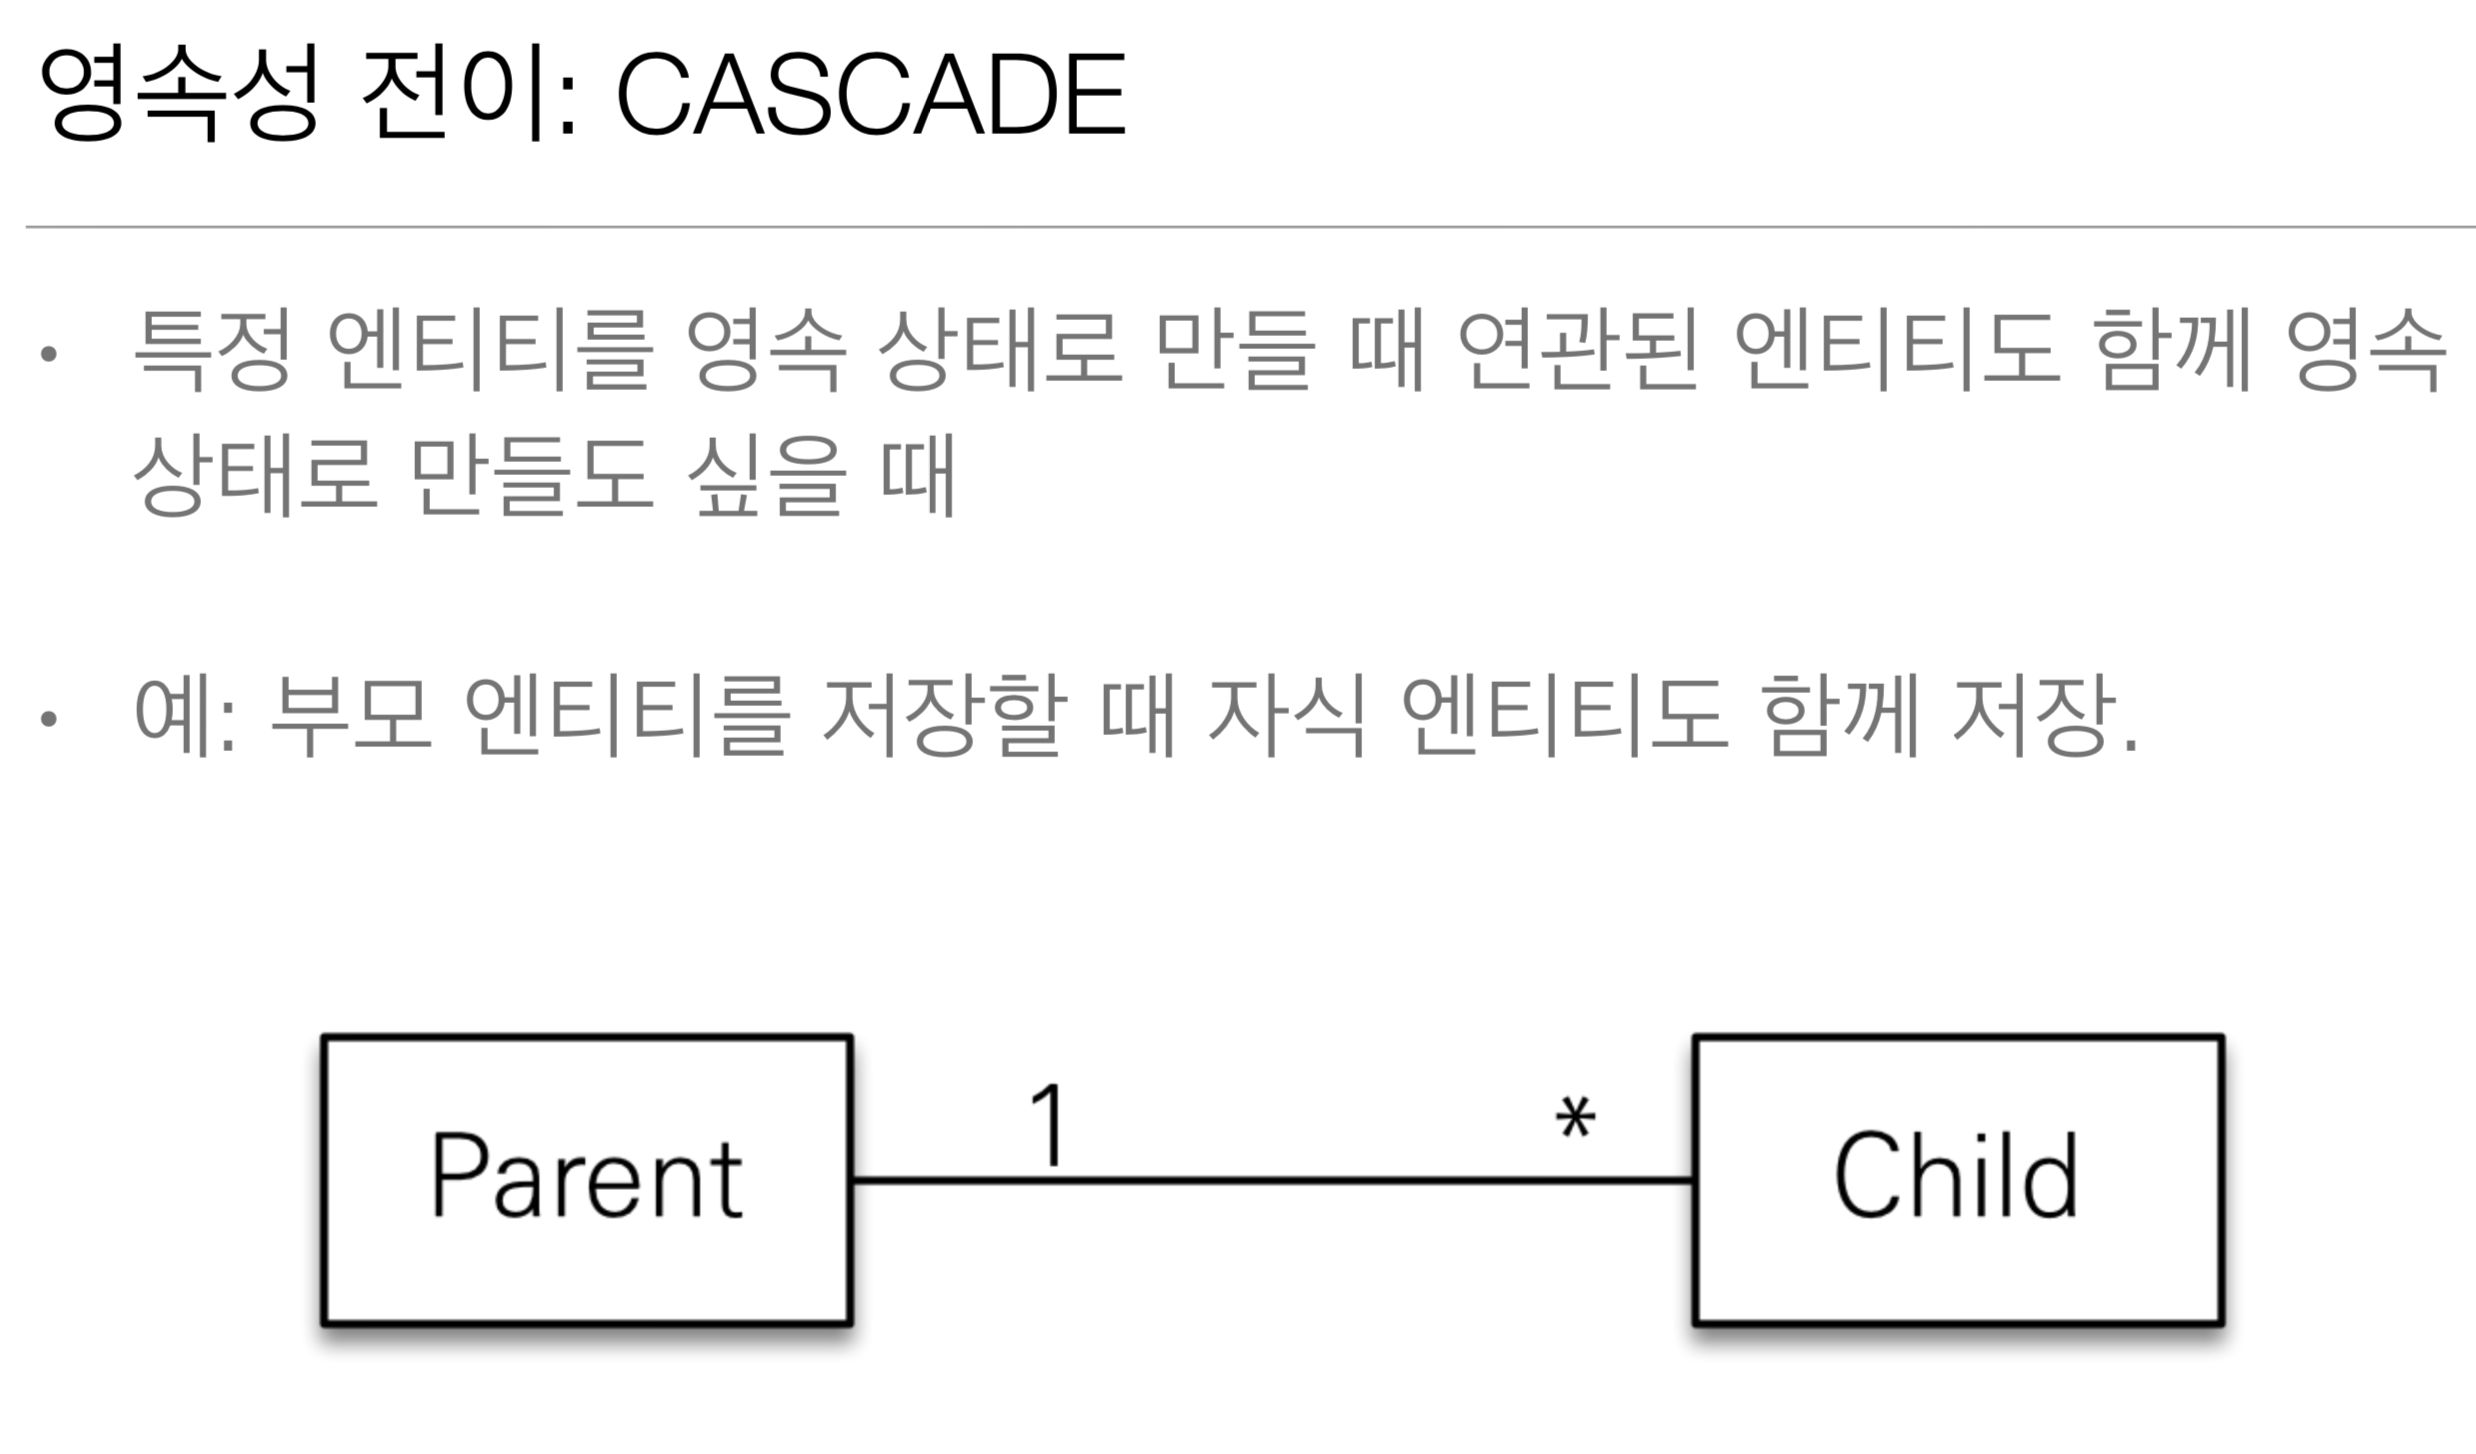 영속성 전이: CASCADE
• 특정 엔티티를 영속 상태로 만들 때 연관된 엔티티도 함께 영속
상태로 만들도 싶을 때
• 예: 부모 엔티티를 저장할 때 자식 엔티티도 함께 저장.
1 *
Parent Child